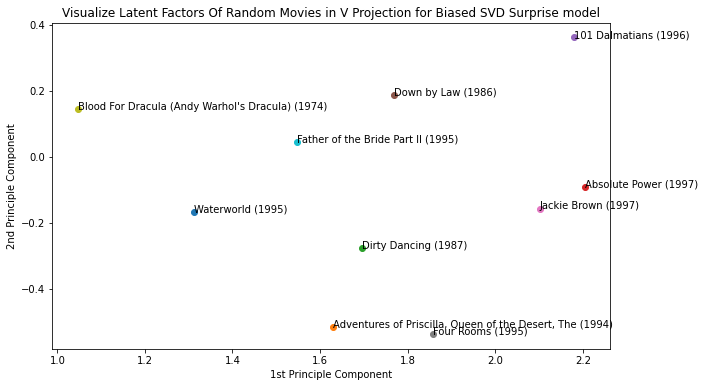 Visualize Latent Factors Of Random Movies in V Projection for Biased SVD Surprise model
0.4
101 Dalmatians (1996)
0.2
Down by Law (1986)
Blood For Dracula (Andy Warhol's Dracula) (1974)
Father of the Bride Part II (1995)
0.0
Absolute Power (1997)
Jackie Brown (1997)
Waterworld (1995)
−0.2
Dirty Dancing (1987)
−0.4
Adventures of Priscilla, Queen of the Desert, The (1994)
Four Rooms (1995)
2nd Principle Component
1.0 1.2 1.4 1.6 1.8 2.0 2.2
1st Principle Component